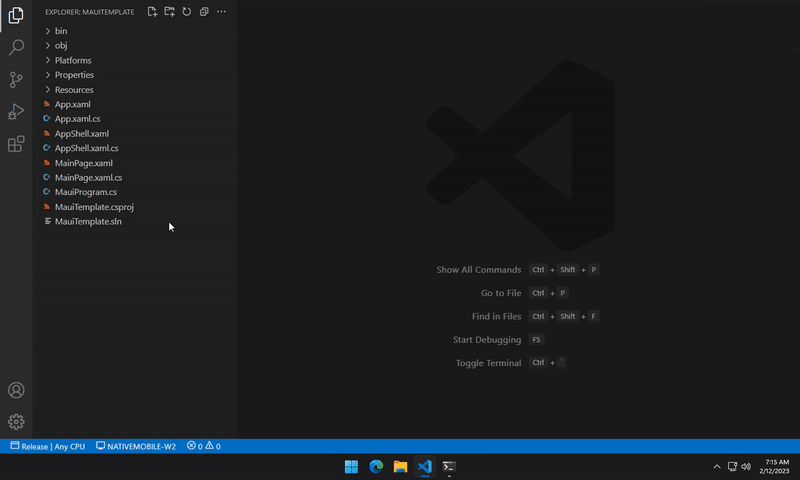 EXPLORER: MAUITEMPLATE
bin
obj
Platforms
Properties
Resources
App.xaml
App.xaml.cs
AppShell.xaml
AppShell.xaml.cs
MainPage.xaml
MainPage.xaml.cs
MauiProgram.cs
MauiTemplate.csproj
MauiTemplate.sln
Show All Commands Ctrl + Shift + P
Go to File Ctrl + P
Find in Files Ctrl + Shift + F
Start Debugging F5
Toggle Terminal Ctrl + `
Release | Any CPU NATIVEMOBILE-W2 0 0
7:15 AM
2/12/2023